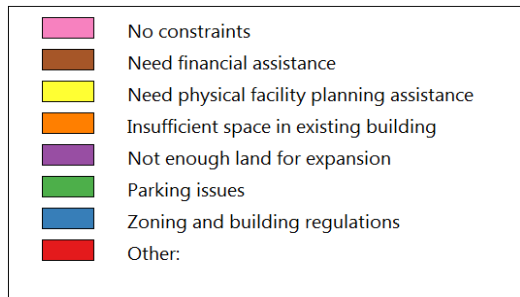 No constraints
Need financial assistance
Need physical facility planning assistance
Insufficient space in existing building
Not enough land for expansion
Parking issues
Zoning and building regulations
Other: